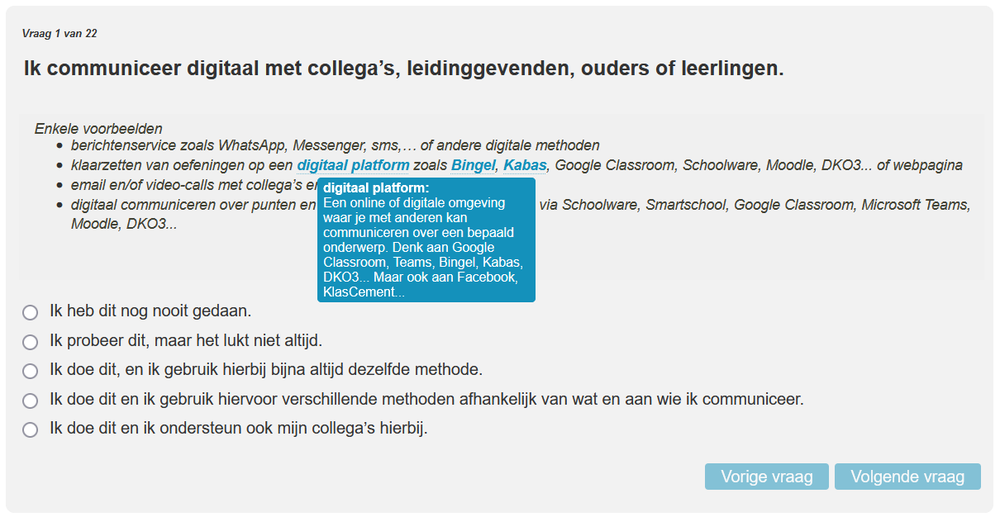 Vraag 1 van 22
Ik communiceer digitaal met collega’s, leidinggevenden, ouders of leerlingen.
Enkele voorbeelden
• berichtenservice zoals WhatsApp, Messenger, sms,… of andere digitale methoden
• klaarzetten van oefeningen op een digitaal platform zoals Bingel, Kabas, Google Classroom, Schoolware, Moodle, DKO3... of webpagina
• email en/of video-calls met collega’s
• digitaal communiceren over punten en via Schoolware, Smartschool, Google Classroom, Microsoft Teams,
Moodle, DKO3...
digitaal platform:
Een online of digitale omgeving
waar je met anderen kan
communiceren over een bepaald
onderwerp. Denk aan Google
Classroom, Teams, Bingel, Kabas,
DKO3... Maar ook aan Facebook,
KlasCement...
Ik heb dit nog nooit gedaan.
Ik probeer dit, maar het lukt niet altijd.
Ik doe dit, en ik gebruik hierbij bijna altijd dezelfde methode.
Ik doe dit en ik gebruik hiervoor verschillende methoden afhankelijk van wat en aan wie ik communiceer.
Ik doe dit en ik ondersteun ook mijn collega’s hierbij.
Vorige vraag
Volgende vraag